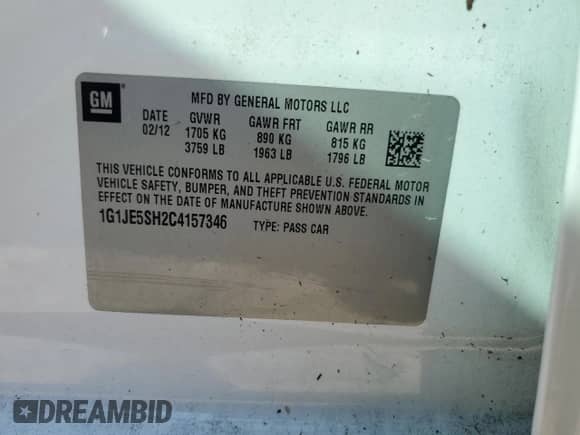 GM
MFD BY GENERAL MOTORS LLC
DATE GVWR GAWR FRT GAWR RR
02/12 1705 KG 890 KG 815 KG
3759 LB 1963 LB 1796 LB
THIS VEHICLE CONFORMS TO ALL APPLICABLE U.S. FEDERAL MOTOR
VEHICLE SAFETY, BUMPER, AND THEFT PREVENTION STANDARDS IN
EFFECT ON THE DATE OF MANUFACTURE SHOWN ABOVE.
1G1JE5SH2C4157346 TYPE: PASS CAR
DREAMBID